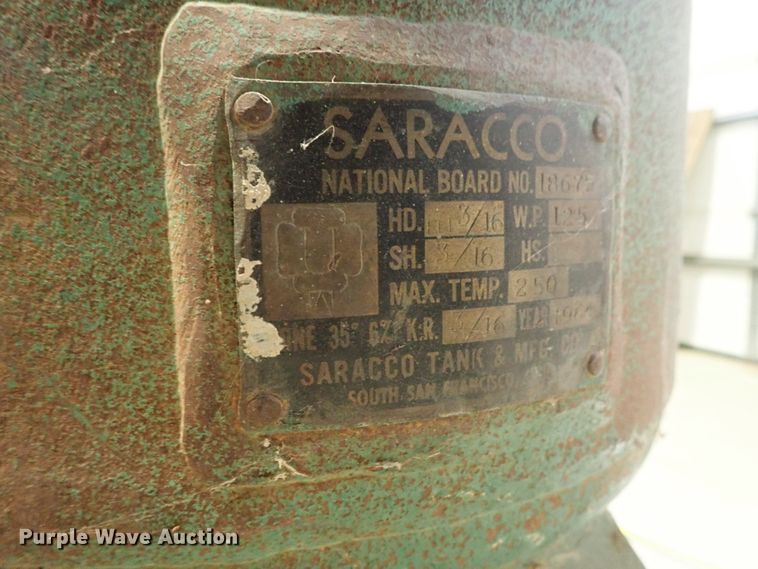 SARACCO
NATIONAL BOARD NO.
HD. 3/16 W.P. 125
SH. 3/16 HS.
MAX. TEMP. 250
35" K.R. 3/16 YEAR
SARACCO TANK & MFG. CO.
SOUTH SAN FRANCISCO,
U
Purple Wave Auction